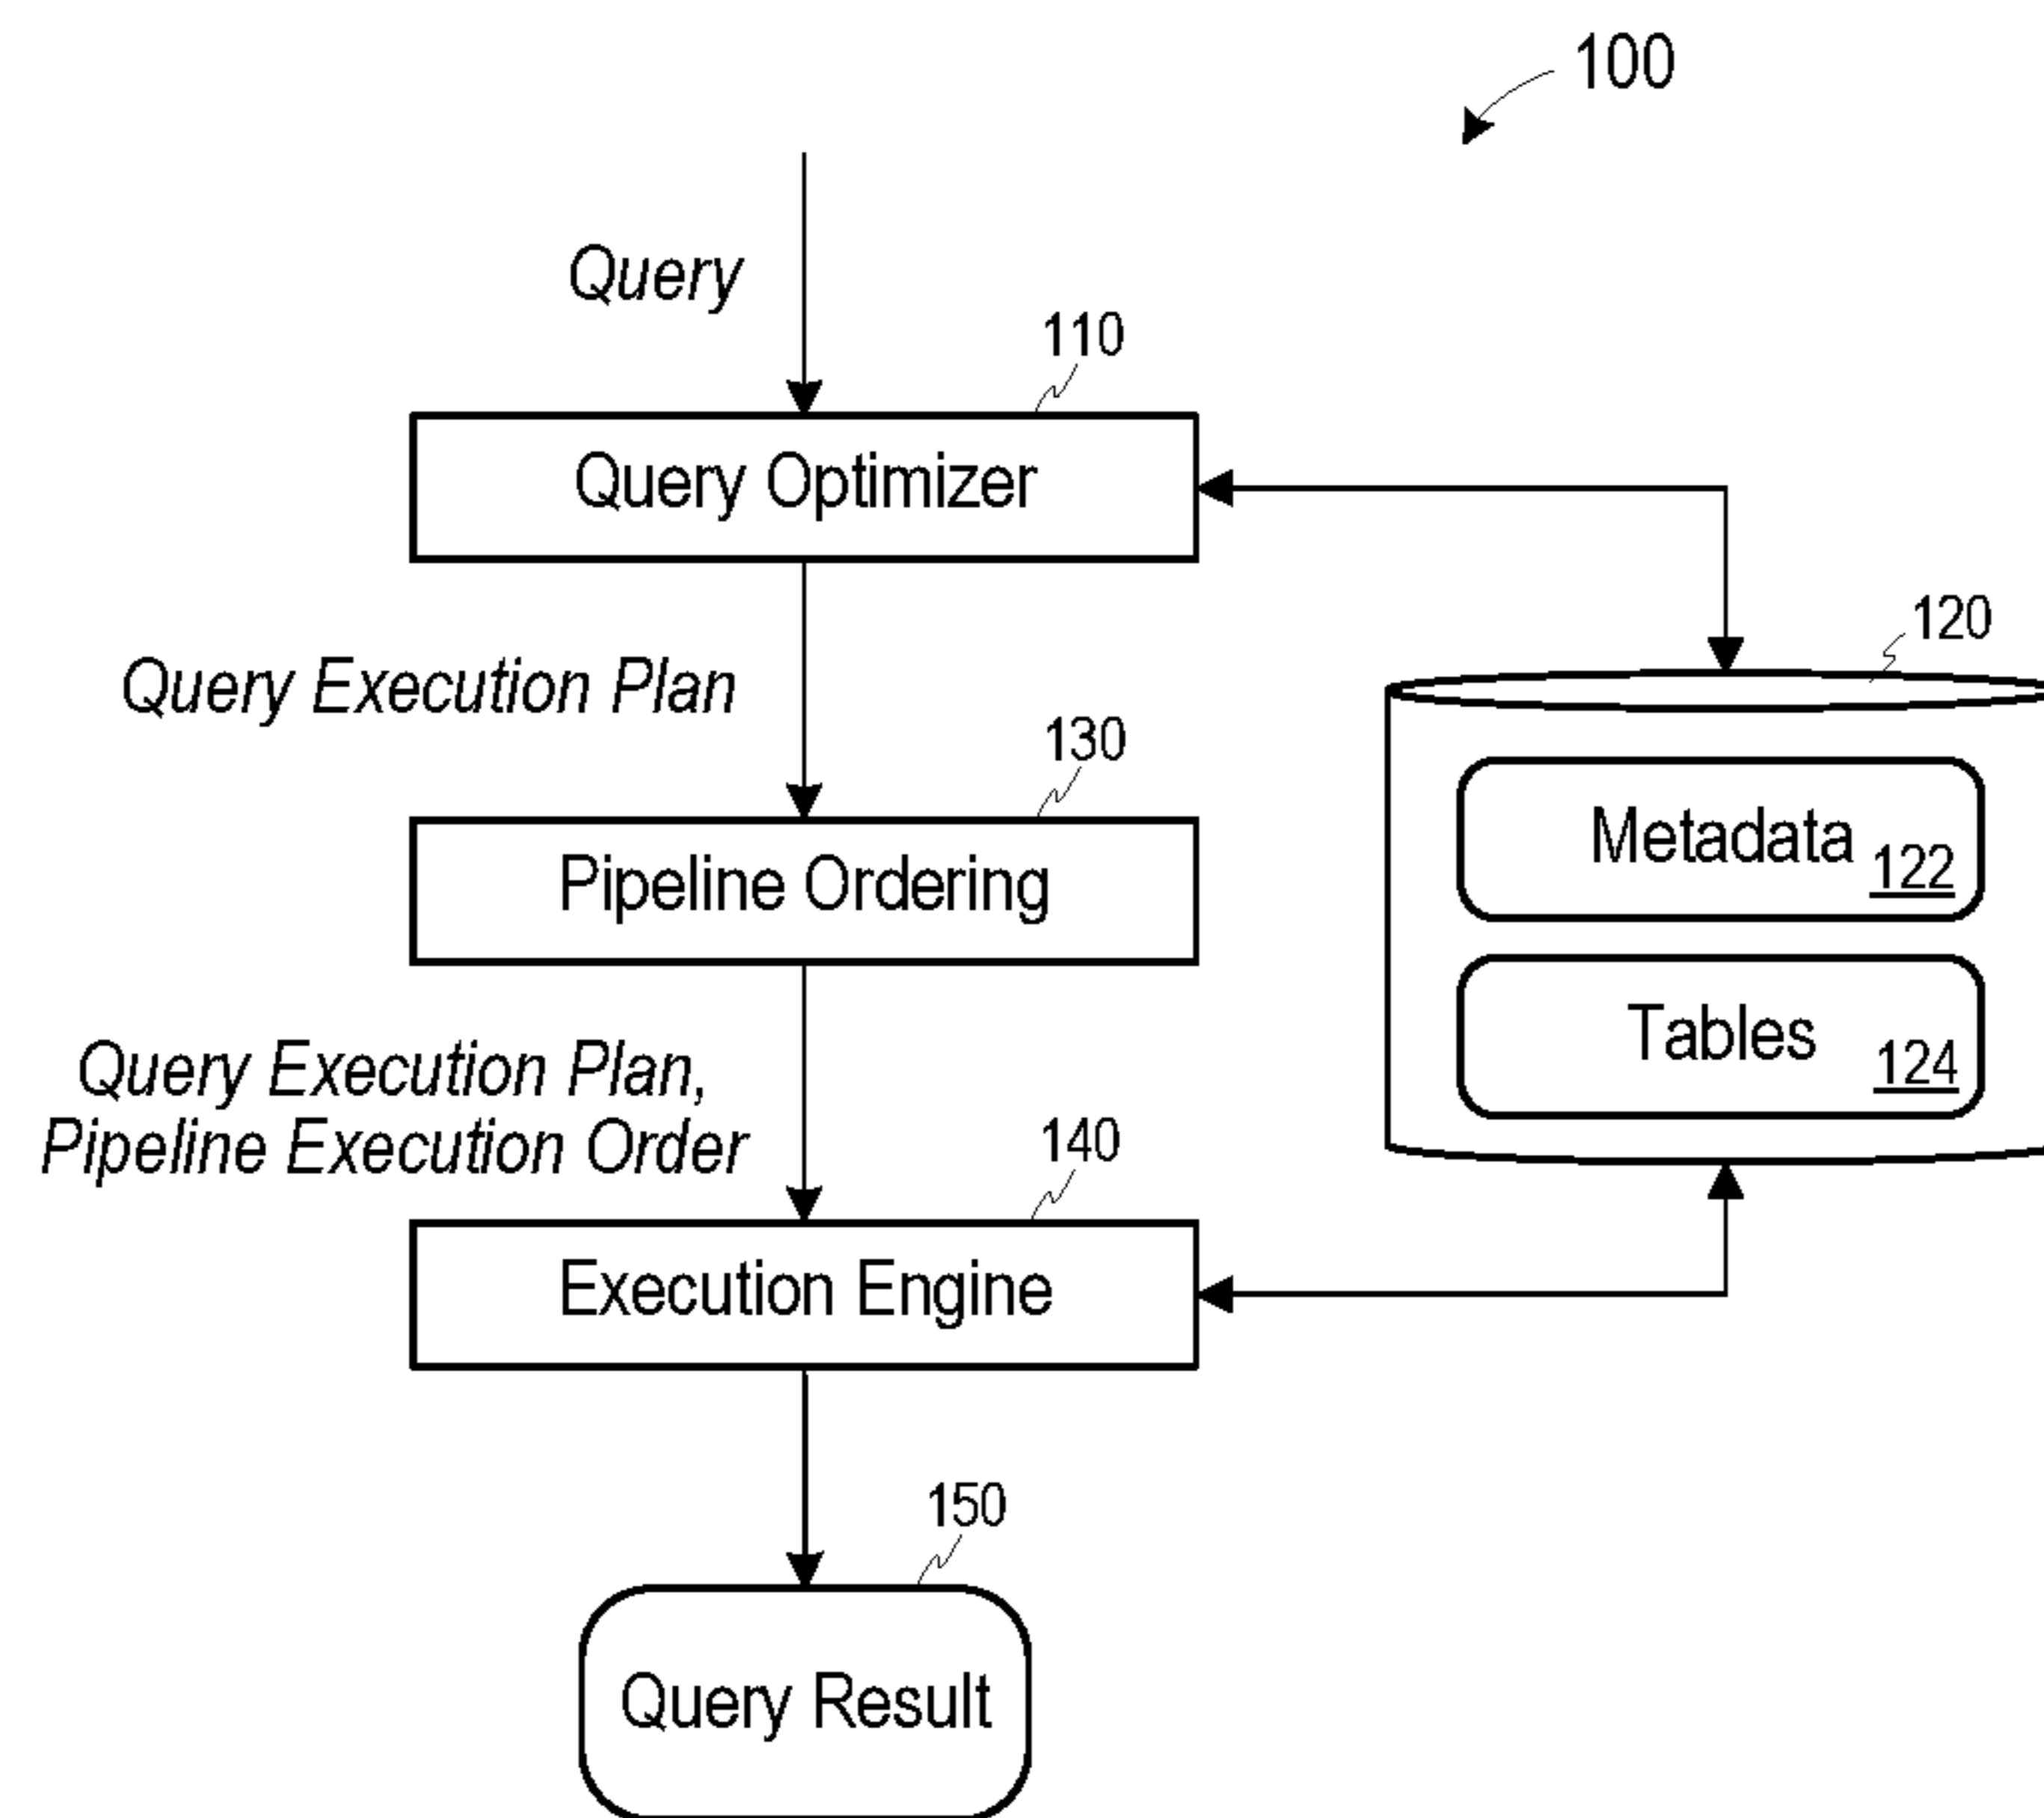 100
Query
110
Query Optimizer
Query Execution Plan
120
130
Metadata 122
Pipeline Ordering
Tables 124
Query Execution Plan,
Pipeline Execution Order
140
Execution Engine
150
Query Result